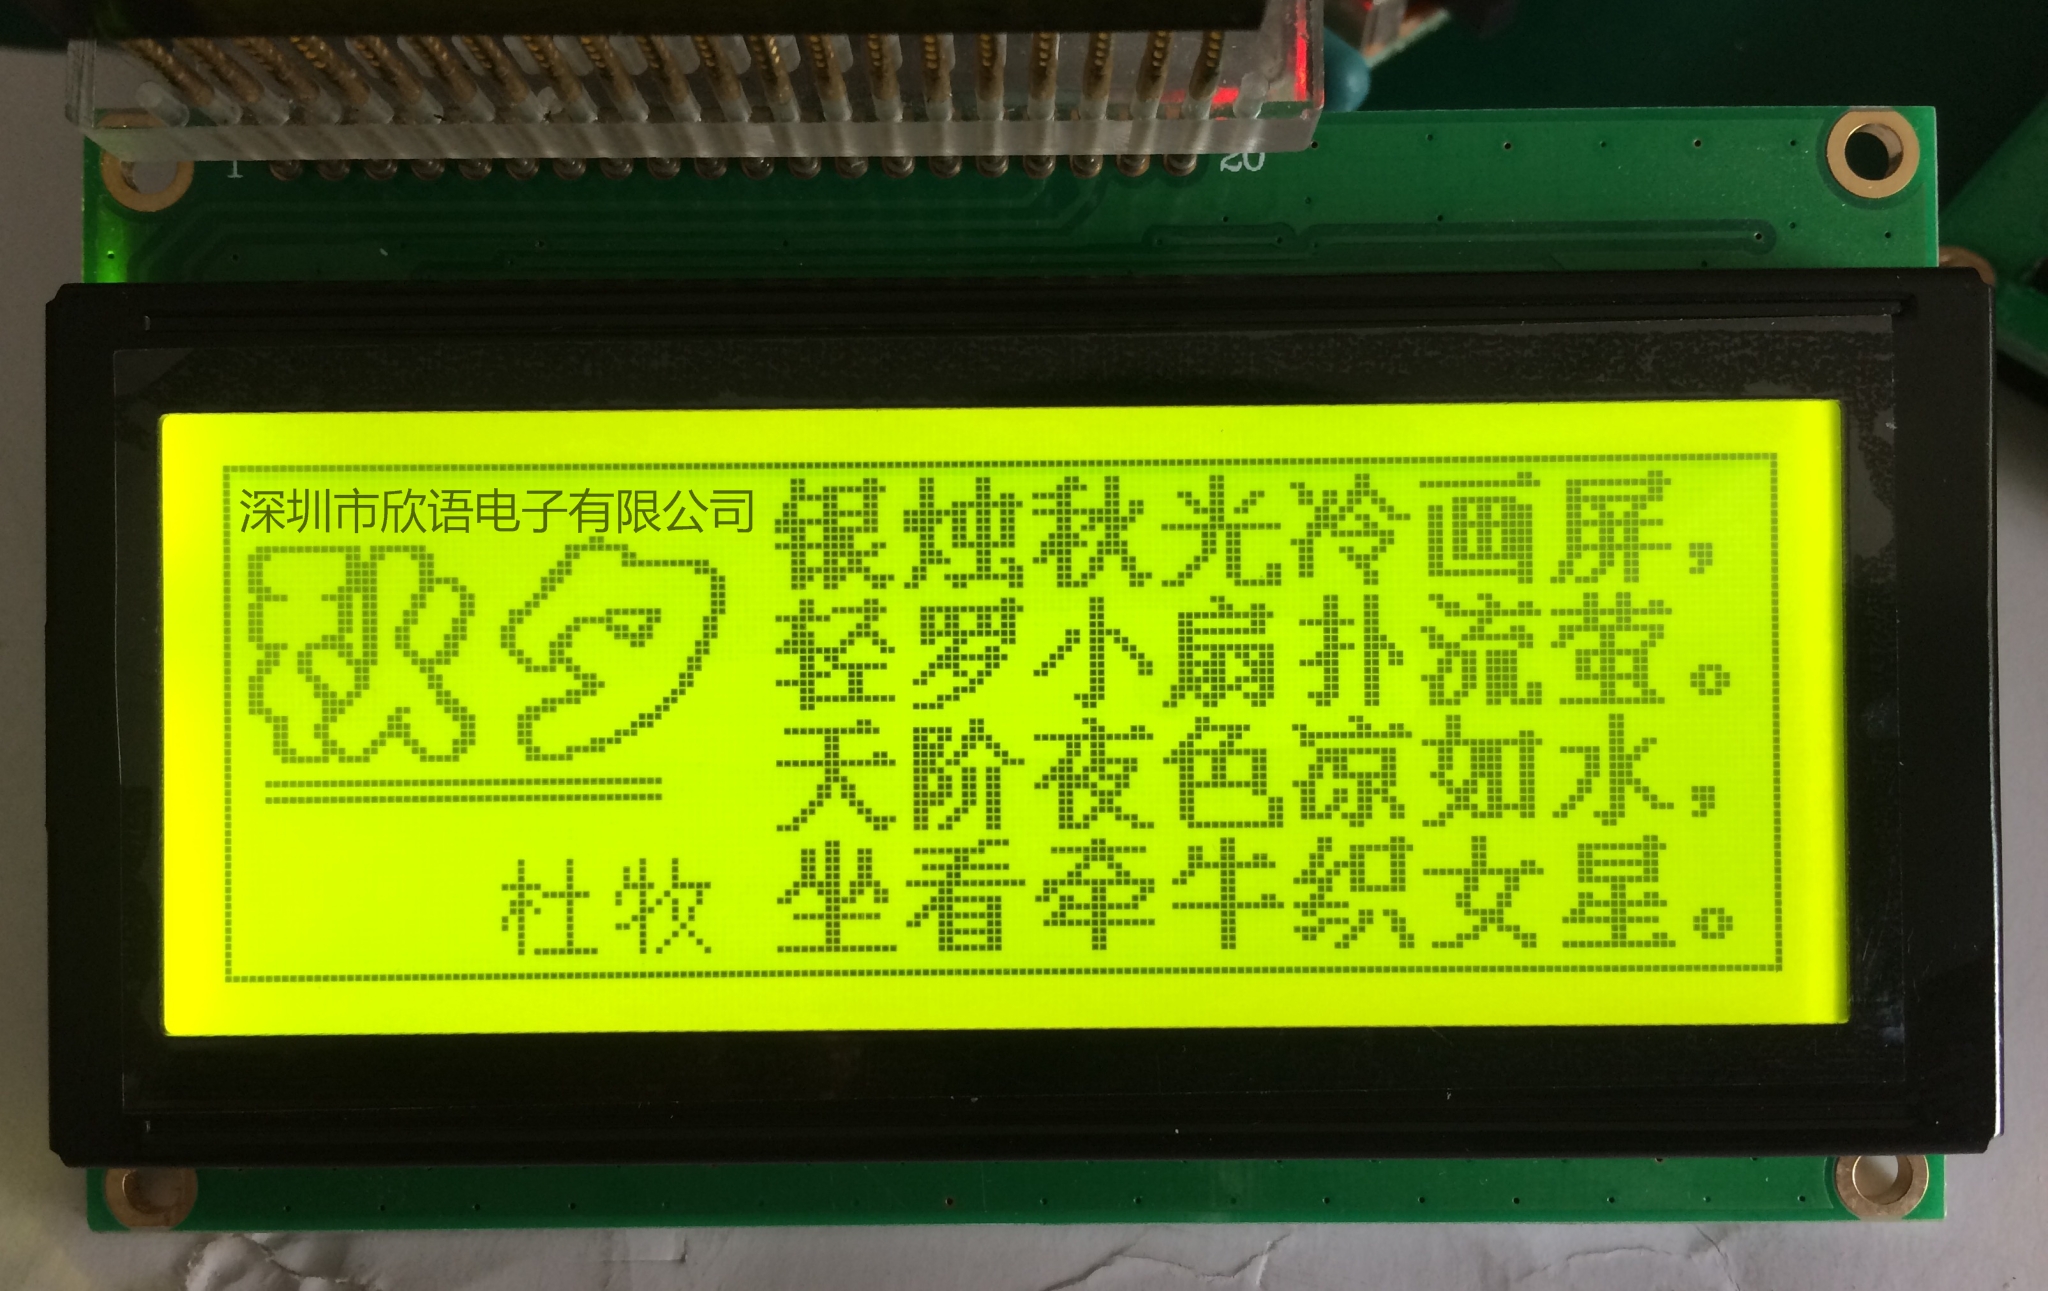 1 20
深圳市欣语电子有限公司
秋夕
杜牧
银烛秋光冷画屏，
轻罗小扇扑流萤。
天阶夜色凉如水，
坐看牵牛织女星。